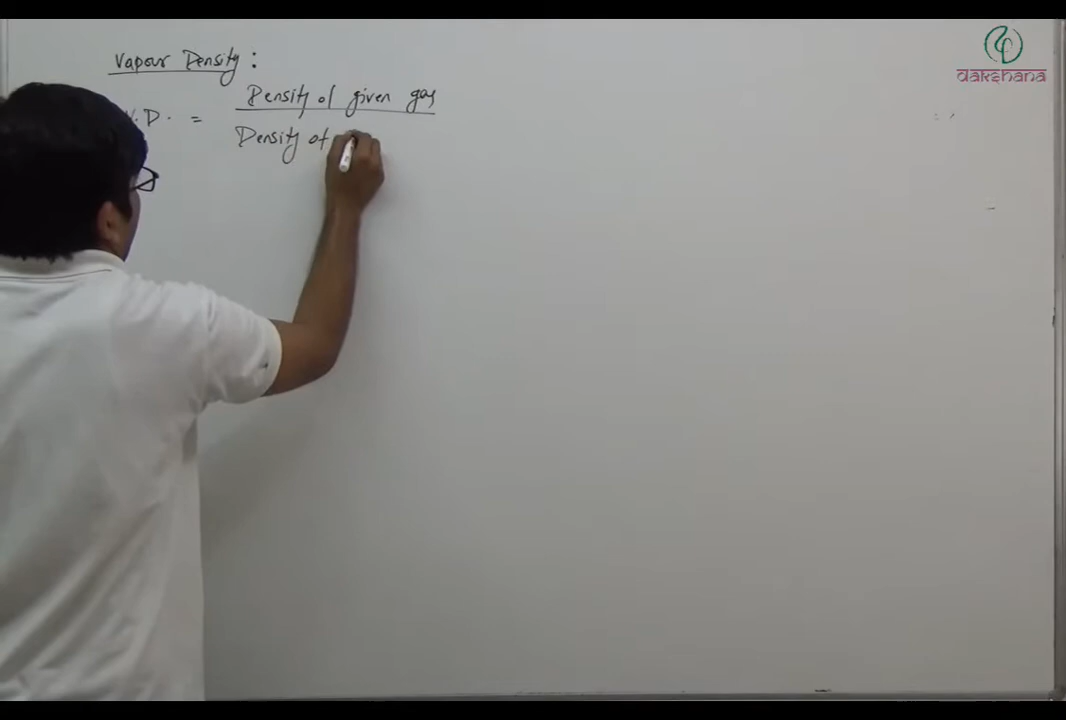 Vapour Density :
V.D. = Density of given gas
Density of
dakshana